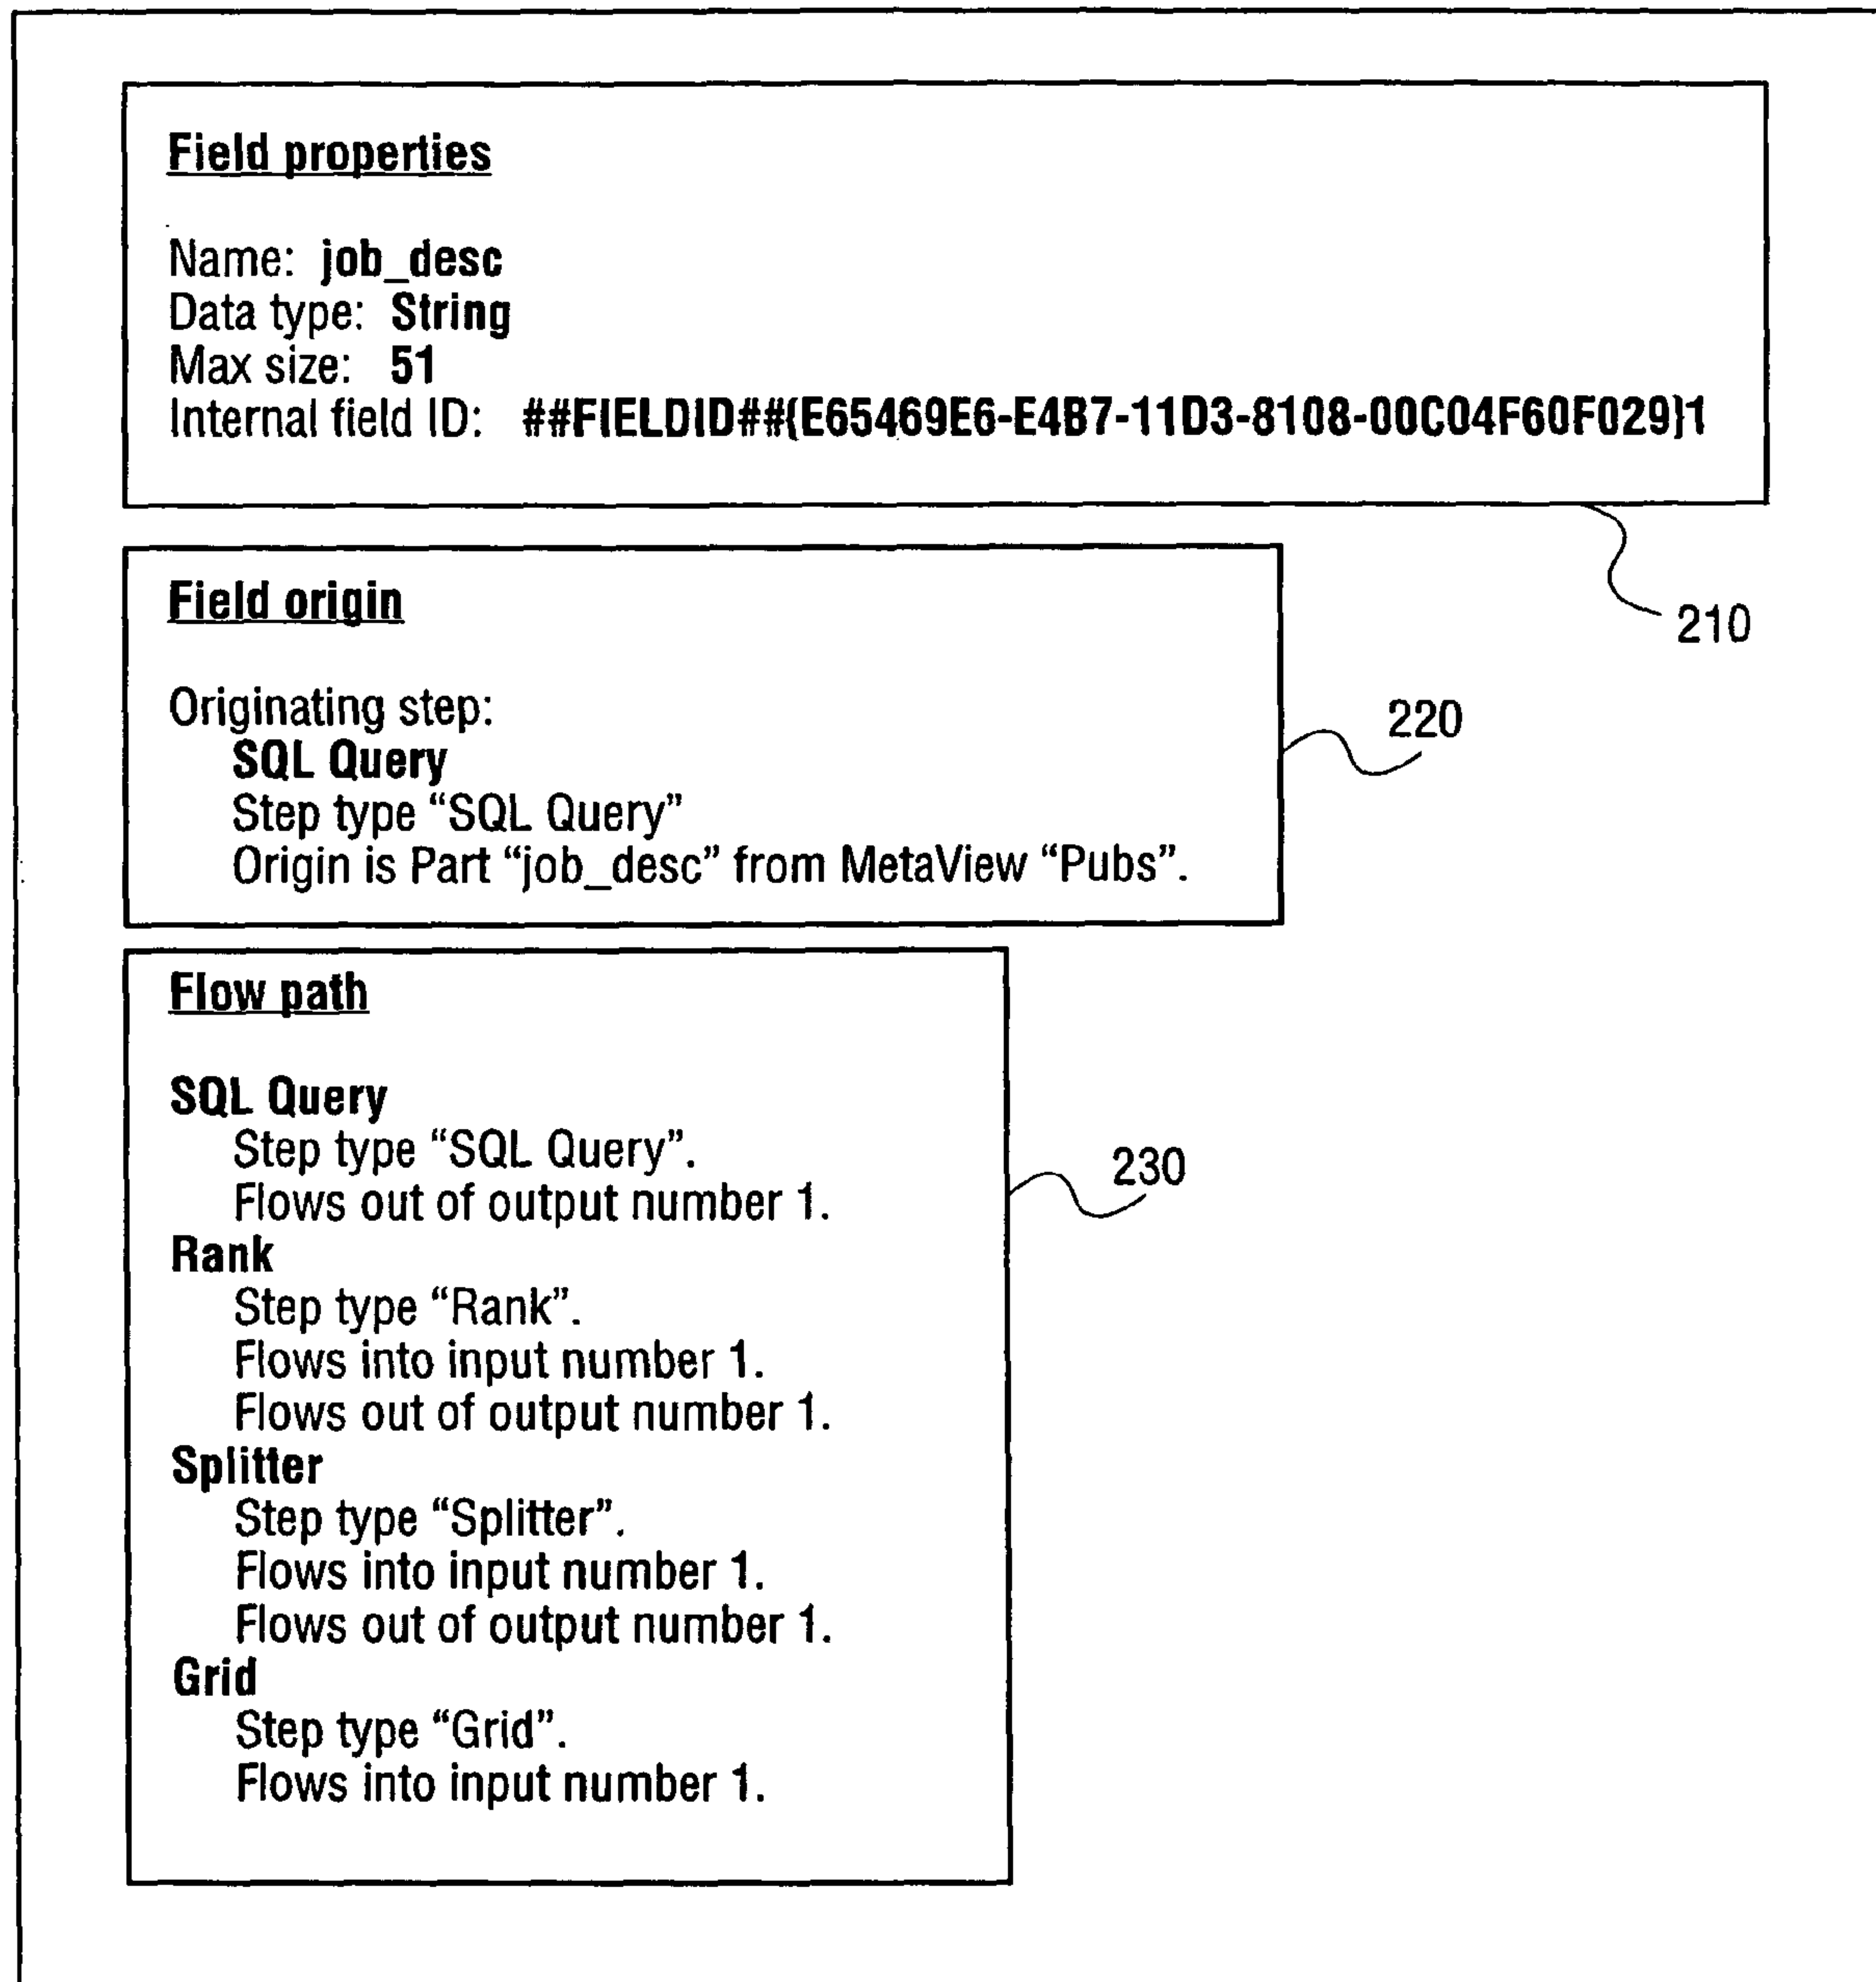 Field properties
Name: job_desc
Data type: String
Max size: 51
Internal field ID: ##FIELDID##{E65469E6-E4B7-11D3-8108-00C04F60F029}1
210
Field origin
Originating step:
SQL Query
Step type “SQL Query”
Origin is Part “job_desc” from MetaView “Pubs”.
220
Flow path
SQL Query
Step type “SQL Query”.
Flows out of output number 1.
Rank
Step type “Rank”.
Flows into input number 1.
Flows out of output number 1.
Splitter
Step type “Splitter”.
Flows into input number 1.
Flows out of output number 1.
Grid
Step type “Grid”.
Flows into input number 1.
230